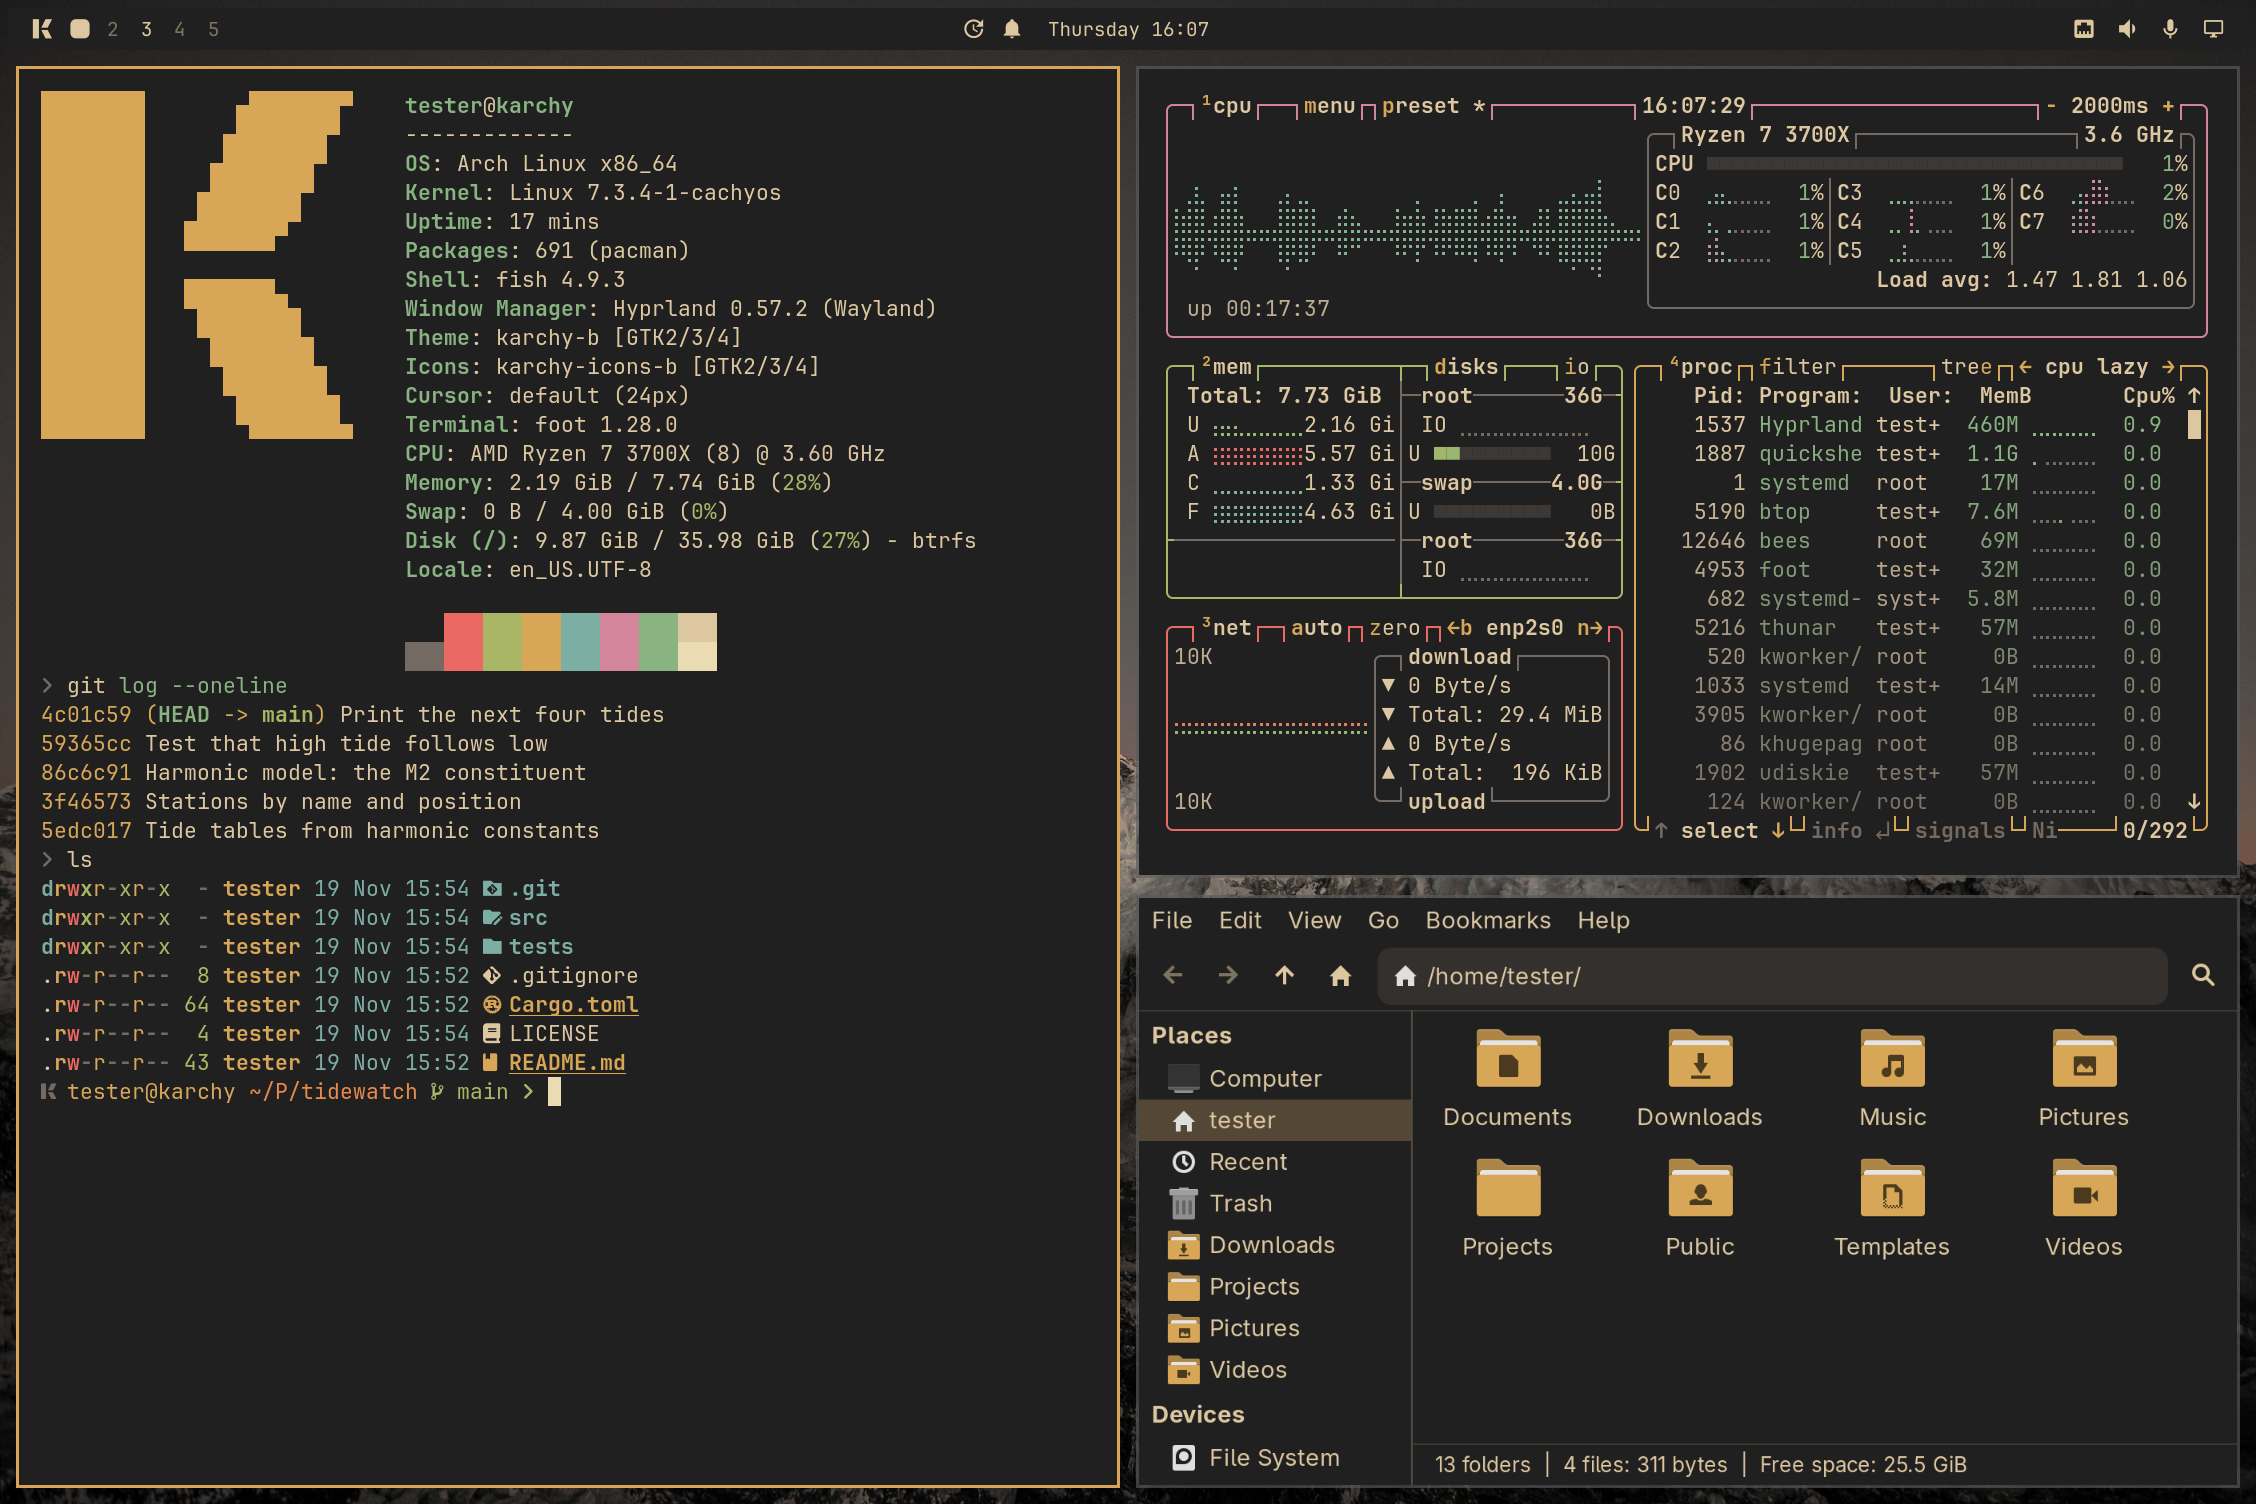 2 3 4 5
Thursday 16:07
tester@karchy
-------------
OS: Arch Linux x86_64
Kernel: Linux 7.3.4-1-cachyos
Uptime: 17 mins
Packages: 691 (pacman)
Shell: fish 4.9.3
Window Manager: Hyprland 0.57.2 (Wayland)
Theme: karchy-b [GTK2/3/4]
Icons: karchy-icons-b [GTK2/3/4]
Cursor: default (24px)
Terminal: foot 1.28.0
CPU: AMD Ryzen 7 3700X (8) @ 3.60 GHz
Memory: 2.19 GiB / 7.74 GiB (28%)
Swap: 0 B / 4.00 GiB (0%)
Disk (/): 9.87 GiB / 35.98 GiB (27%) - btrfs
Locale: en_US.UTF-8
> git log --oneline
4c01c59 (HEAD -> main) Print the next four tides
59365cc Test that high tide follows low
86c6c91 Harmonic model: the M2 constituent
3f46573 Stations by name and position
5edc017 Tide tables from harmonic constants
> ls
drwxr-xr-x - tester 19 Nov 15:54 .git
drwxr-xr-x - tester 19 Nov 15:54 src
drwxr-xr-x - tester 19 Nov 15:54 tests
.rw-r--r-- 8 tester 19 Nov 15:52 .gitignore
.rw-r--r-- 64 tester 19 Nov 15:52 Cargo.toml
.rw-r--r-- 4 tester 19 Nov 15:54 LICENSE
.rw-r--r-- 43 tester 19 Nov 15:52 README.md
tester@karchy ~/P/tidewatch main >
1cpu menu preset * 16:07:29 - 2000ms +
Ryzen 7 3700X 3.6 GHz
CPU 1%
C0 1% C3 1% C6 2%
C1 1% C4 1% C7 0%
C2 1% C5 1%
Load avg: 1.47 1.81 1.06
up 00:17:37
2mem disks io
Total: 7.73 GiB root 36G
U 2.16 Gi IO
A 5.57 Gi U 10G
C 1.33 Gi swap 4.0G
F 4.63 Gi U 0B
root 36G
IO
3net auto zero ←b enp2s0 n→
10K download
▼ 0 Byte/s
▼ Total: 29.4 MiB
▲ 0 Byte/s
▲ Total: 196 KiB
10K upload
4proc filter tree ← cpu lazy →
Pid: Program: User: MemB Cpu% ↑
1537 Hyprland test+ 460M 0.9
1887 quickshe test+ 1.1G 0.0
1 systemd root 17M 0.0
5190 btop test+ 7.6M 0.0
12646 bees root 69M 0.0
4953 foot test+ 32M 0.0
682 systemd- syst+ 5.8M 0.0
5216 thunar test+ 57M 0.0
520 kworker/ root 0B 0.0
1033 systemd test+ 14M 0.0
3905 kworker/ root 0B 0.0
86 khugepag root 0B 0.0
1902 udiskie test+ 57M 0.0
124 kworker/ root 0B 0.0 ↓
↑ select ↓ info ↲ signals Ni 0/292
File Edit View Go Bookmarks Help
/home/tester/
Places
Computer
tester
Recent
Trash
Downloads
Projects
Pictures
Videos
Devices
File System
Documents Downloads Music Pictures
Projects Public Templates Videos
13 folders | 4 files: 311 bytes | Free space: 25.5 GiB